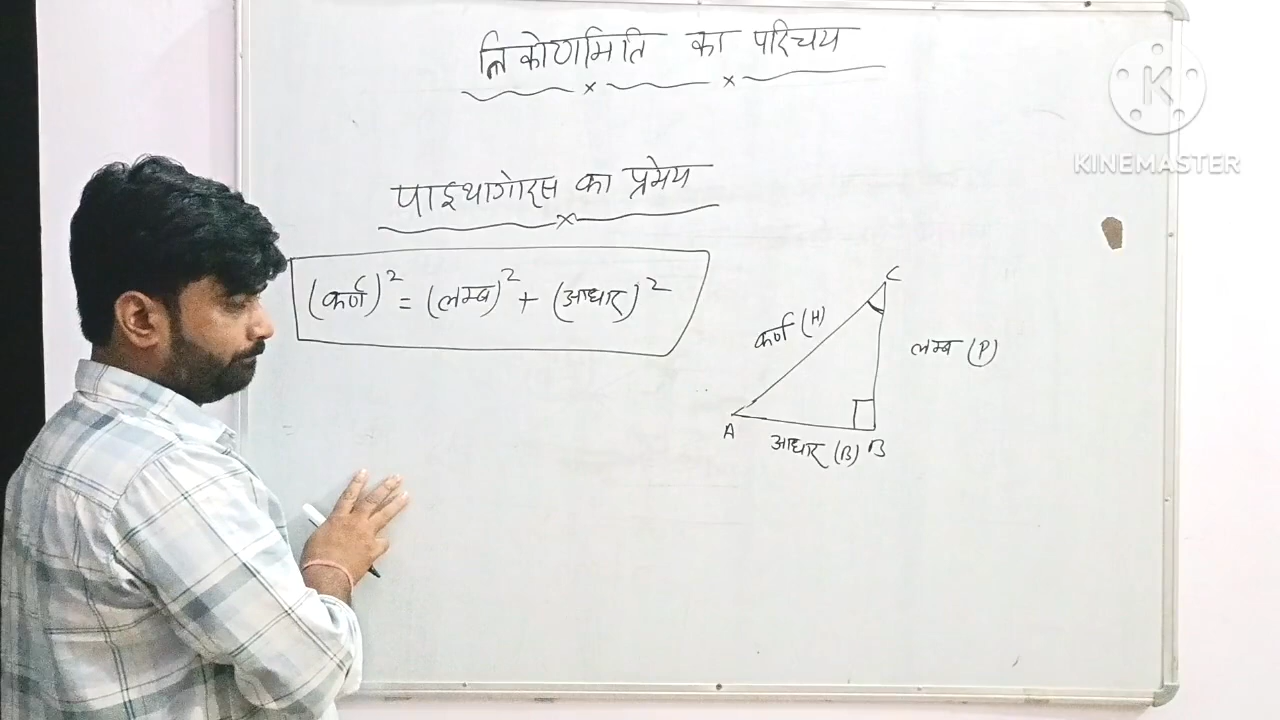 त्रिकोणमिति का परिचय
पाइथागोरस का प्रमेय
(कर्ण)² = (लम्ब)² + (आधार)²
C
कर्ण (H)
लम्ब (P)
A
आधार (B) B
K
KINEMASTER